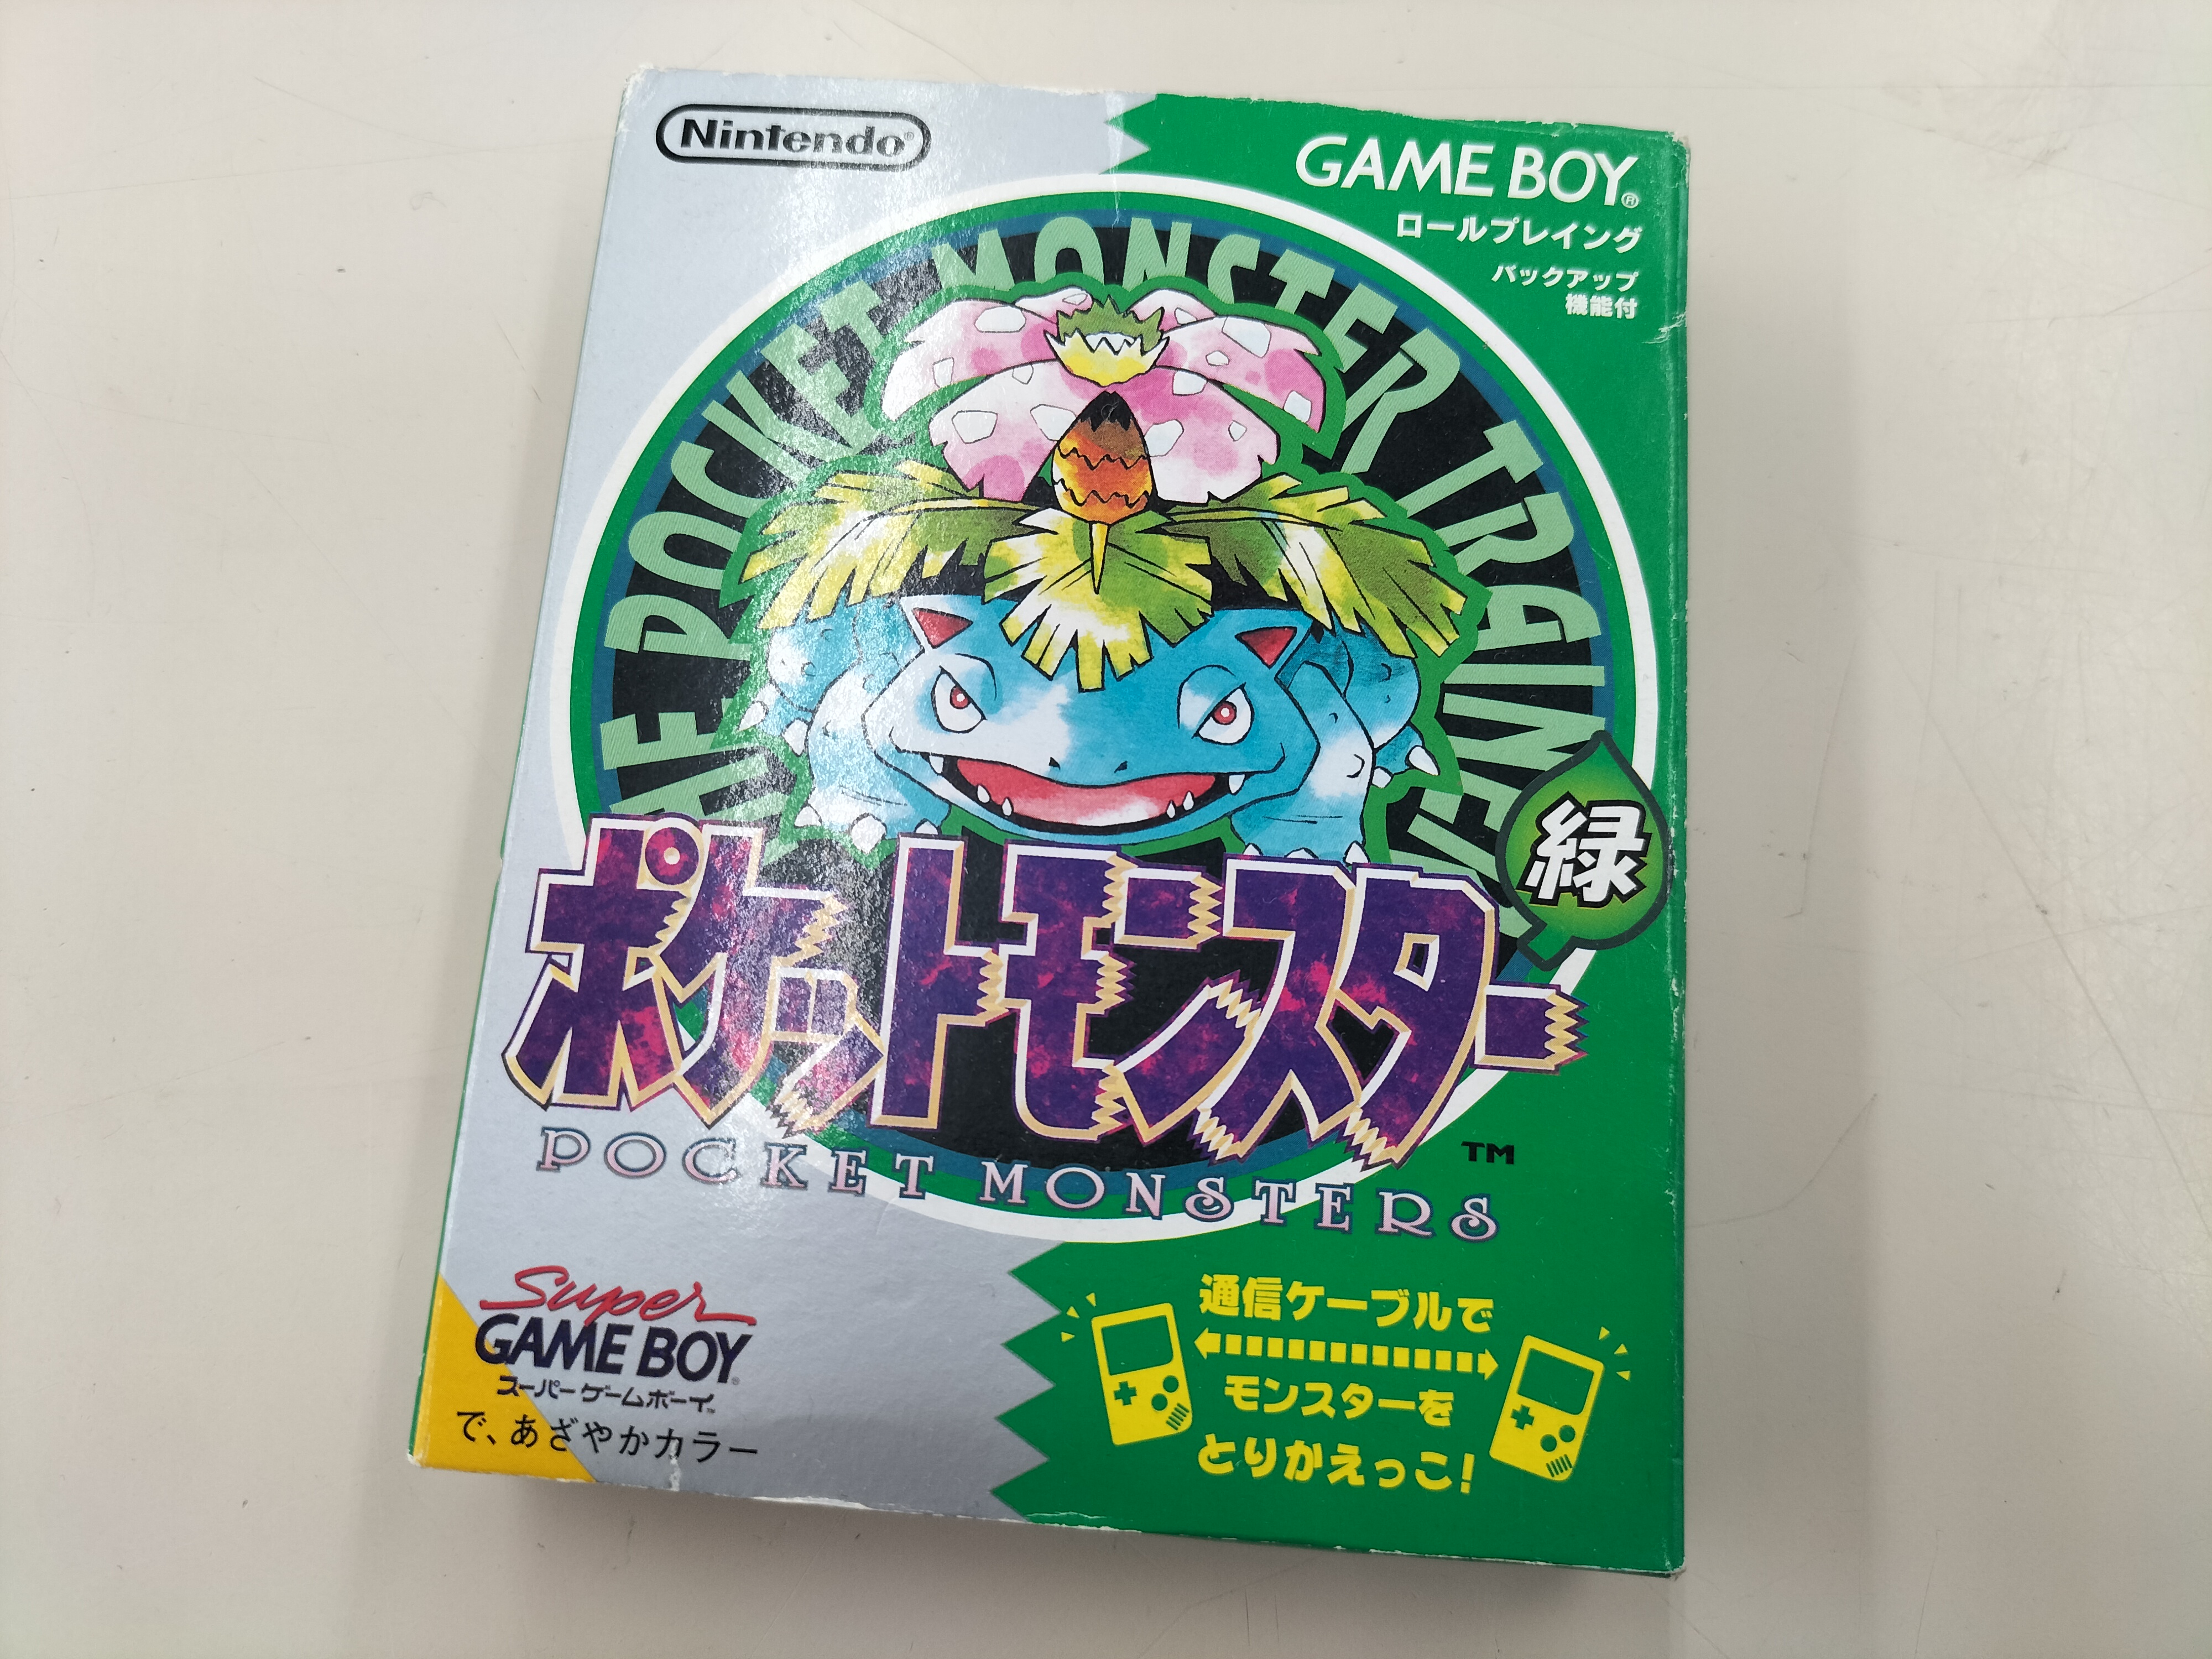 Nintendo®
GAME BOY®
ロールプレイング
バックアップ
機能付
THE POCKET MONSTER TRAINER
緑
ポケットモンスター
TM
POCKET MONSTERS
Super
GAME BOY®
スーパーゲームボーイ™
で、あざやかカラー
通信ケーブルで
モンスターを
とりかえっこ!